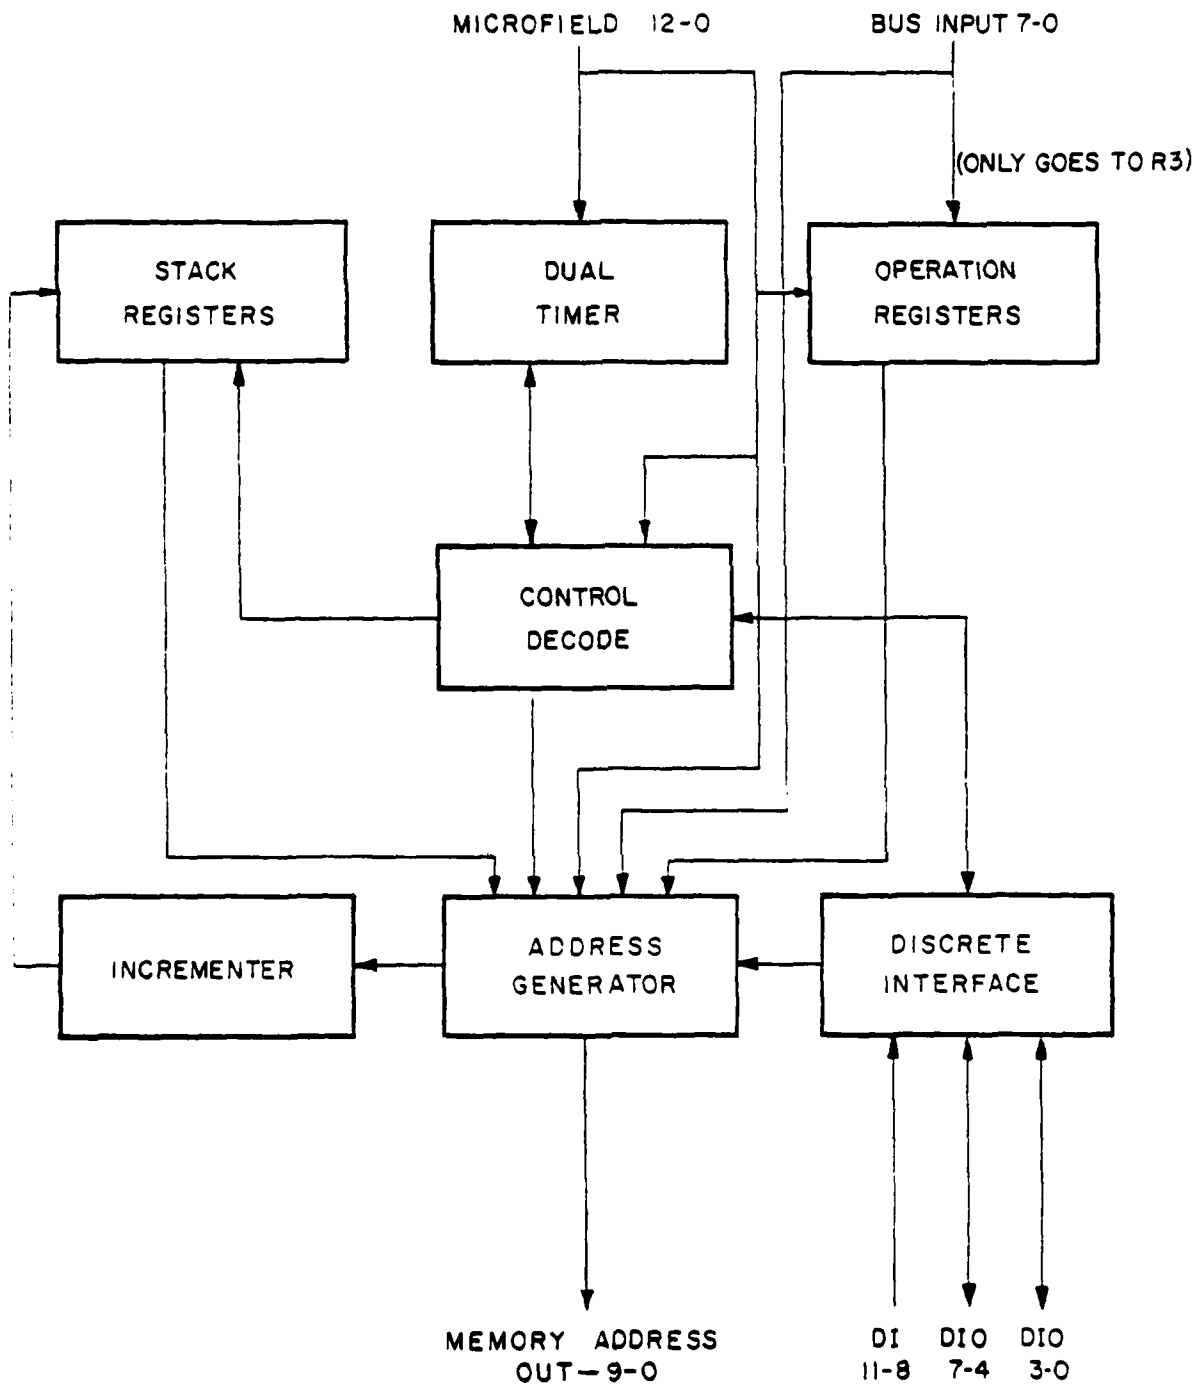 MICROFIELD 12-0
BUS INPUT 7-0
(ONLY GOES TO R3)
STACK
REGISTERS
DUAL
TIMER
OPERATION
REGISTERS
CONTROL
DECODE
INCREMENTER
ADDRESS
GENERATOR
DISCRETE
INTERFACE
MEMORY ADDRESS
OUT-9-0
DI
11-8
DIO
7-4
DIO
3-0